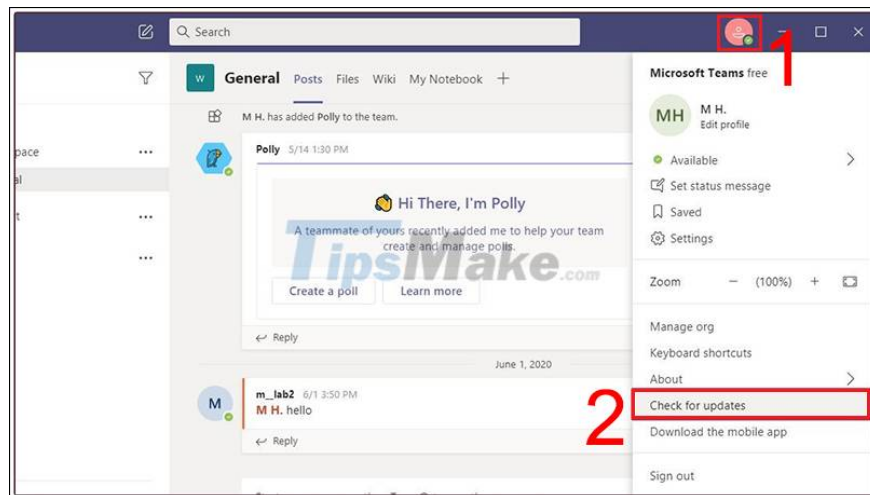 Search
1
pace
al
t
W General Posts Files Wiki My Notebook +
M H. has added Polly to the team.
Polly 5/14 1:30 PM
Hi There, I'm Polly
A teammate of yours recently added me to help your team
create and manage polls.
TipsMake.com
Create a poll Learn more
Reply
June 1, 2020
M
m_lab2 6/1 3:50 PM
M H. hello
Reply
Microsoft Teams free
MH
M H.
Edit profile
Available
Set status message
Saved
Settings
Zoom − (100%) +
Manage org
Keyboard shortcuts
About
2
Check for updates
Download the mobile app
Sign out